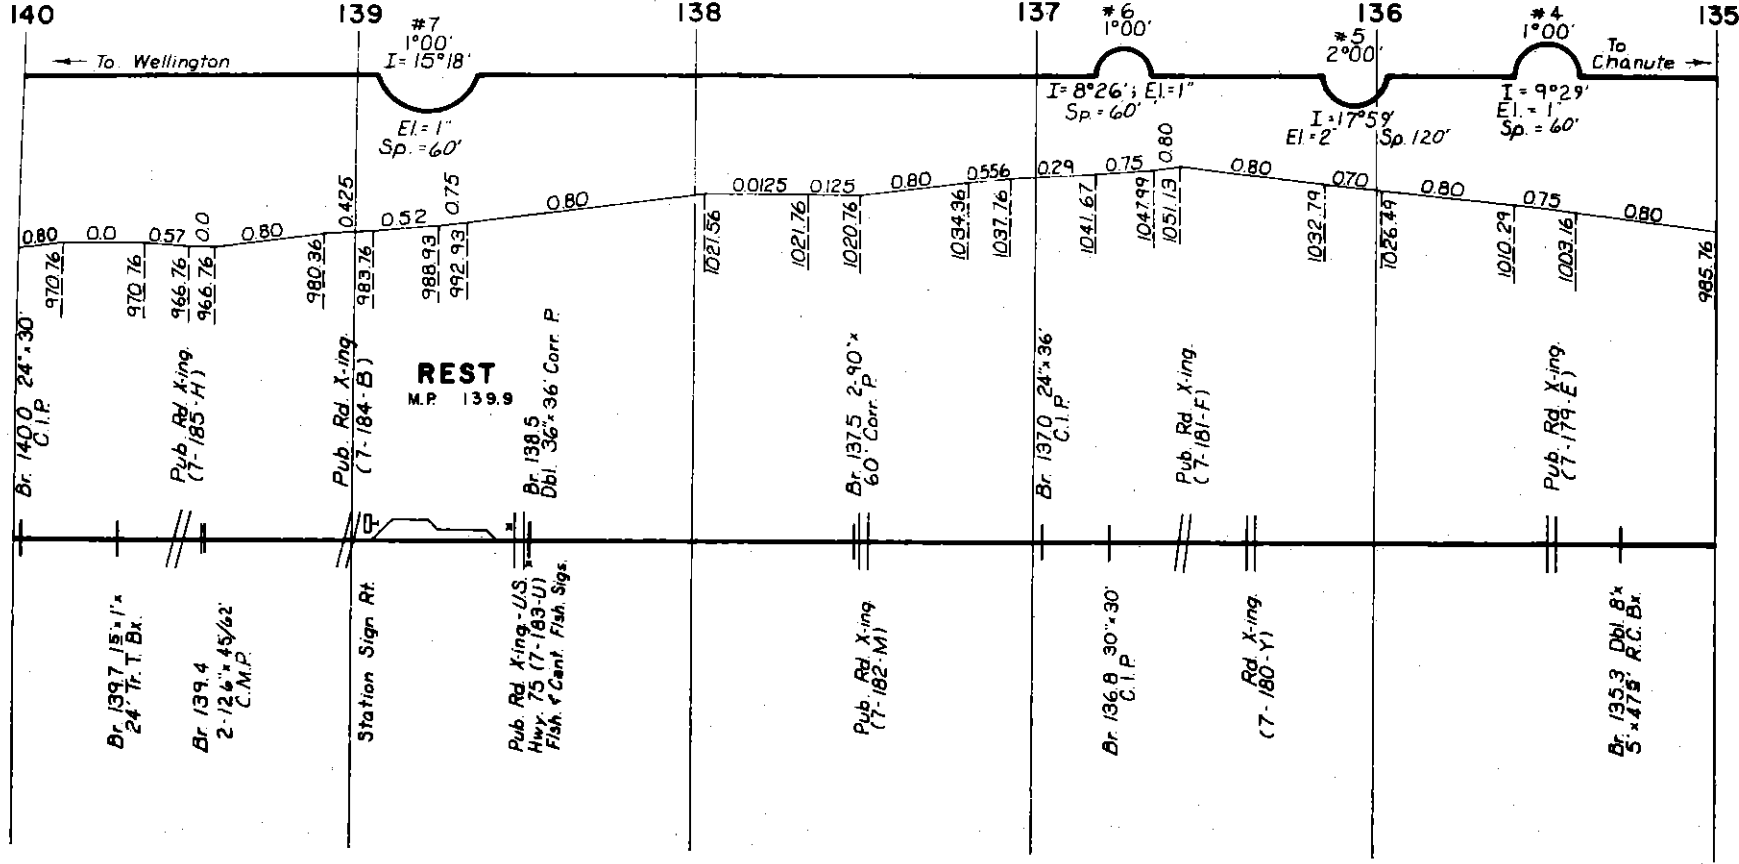 140
139
138
137
136
135
← To Wellington
#7
1°00'
I = 15°18'
El. = 1"
Sp. = 60'
#6
1°00'
I = 8°26'; El. = 1"
Sp. = 60'
#5
2°00'
I = 17°59'
El. = 2" Sp. 120'
#4
1°00'
I = 9°29'
El. = 1"
Sp. = 60'
To
Chanute →
0.80
0.0
0.57
0.0
0.80
0.425
0.52
0.75
0.80
0.0125
0.125
0.80
0.556
0.29
0.75
0.80
0.80
0.70
0.80
0.75
0.80
970.76
970.76
966.76
966.76
980.36
983.76
988.93
992.93
1021.56
1021.76
1020.76
1034.36
1037.76
1041.67
1047.99
1051.13
1032.79
1026.49
1010.29
1003.16
985.76
Br. 140.0 24" x 30'
C.I.P.
Pub. Rd. X-ing.
(7-185-H)
Pub. Rd. X-ing.
(7-184-B)
REST
M.P. 139.9
Br. 138.5
Dbl. 36" x 36' Corr. P.
Br. 137.5 2-90" x
60' Corr. P.
Br. 137.0 24" x 36'
C.I.P.
Pub. Rd. X-ing.
(7-181-F)
Pub. Rd. X-ing.
(7-179-E)
Br. 139.7 15' x 1' x
24' Tr. T. Bx.
Br. 139.4
2-126" x 45/62'
C.M.P.
Station Sign Rt.
Pub. Rd. X-ing.-U.S.
Hwy. 75 (7-183-U)
Flsh. & Cant. Flsh. Sigs.
Pub. Rd. X-ing.
(7-182-M)
Br. 136.8 30" x 30'
C.I.P.
Rd. X-ing.
(7-180-Y)
Br. 135.3 Dbl. 8' x
5' x 47.5' R.C. Bx.